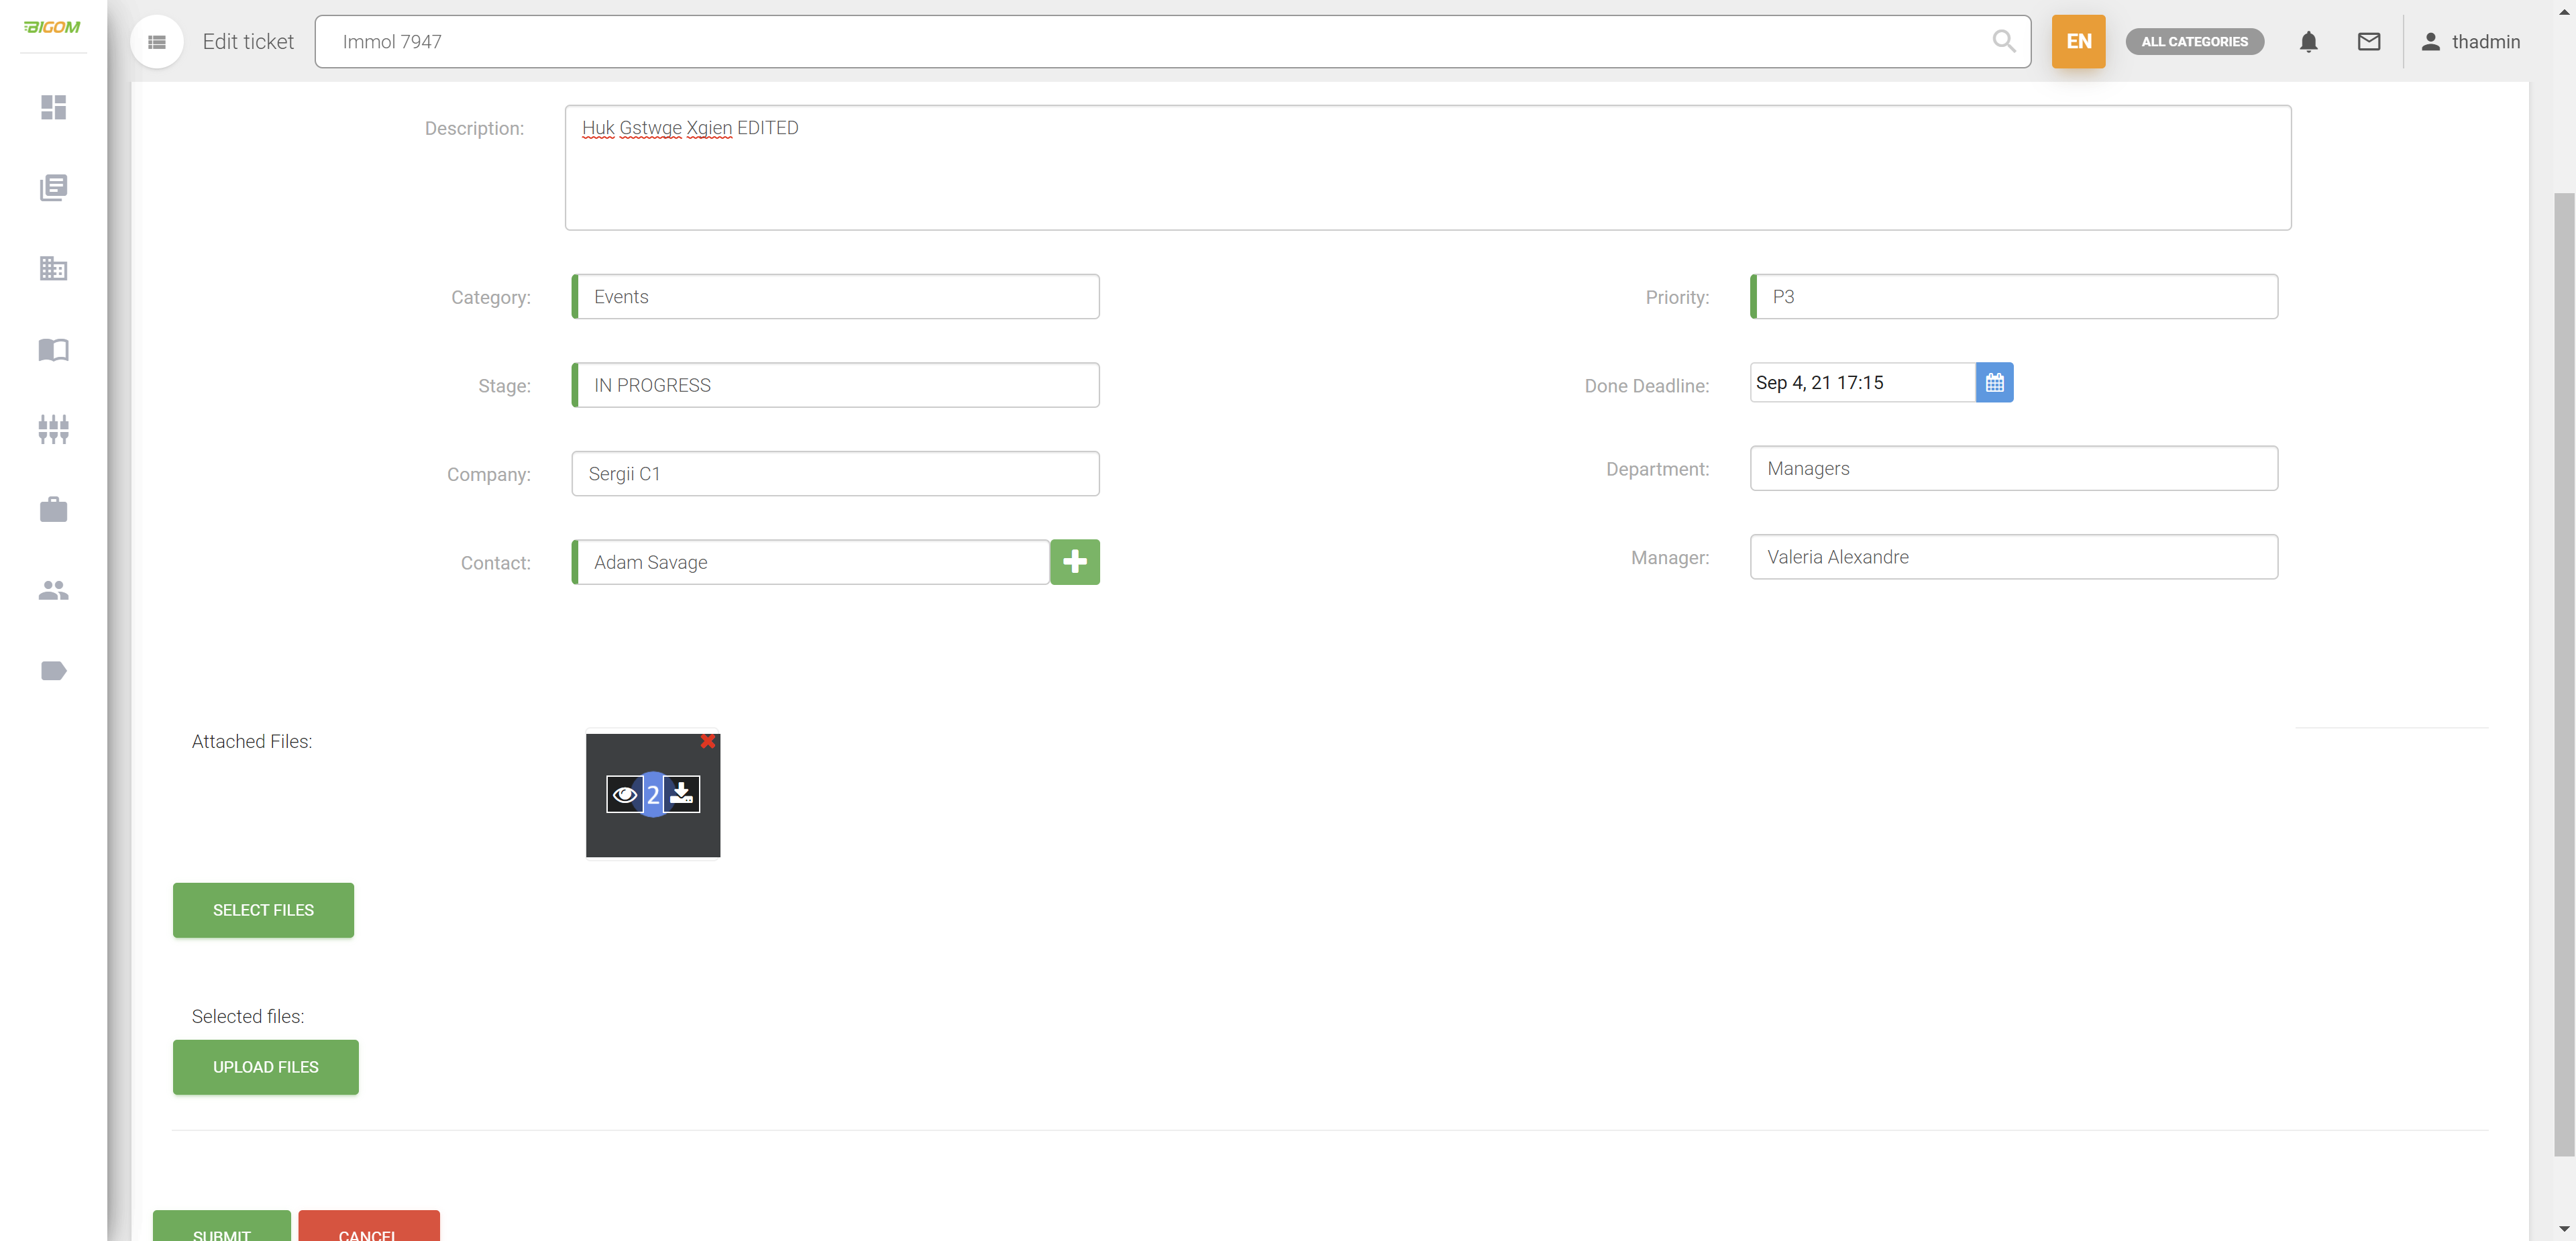 BIGOM
Edit ticket
Immol 7947
EN
ALL CATEGORIES
thadmin
Description:
Huk Gstwge Xgien EDITED
Category:
Events
Priority:
P3
Stage:
IN PROGRESS
Done Deadline:
Sep 4, 21 17:15
Company:
Sergii C1
Department:
Managers
Contact:
Adam Savage
Manager:
Valeria Alexandre
Attached Files:
2
SELECT FILES
Selected files:
UPLOAD FILES
SUBMIT
CANCEL